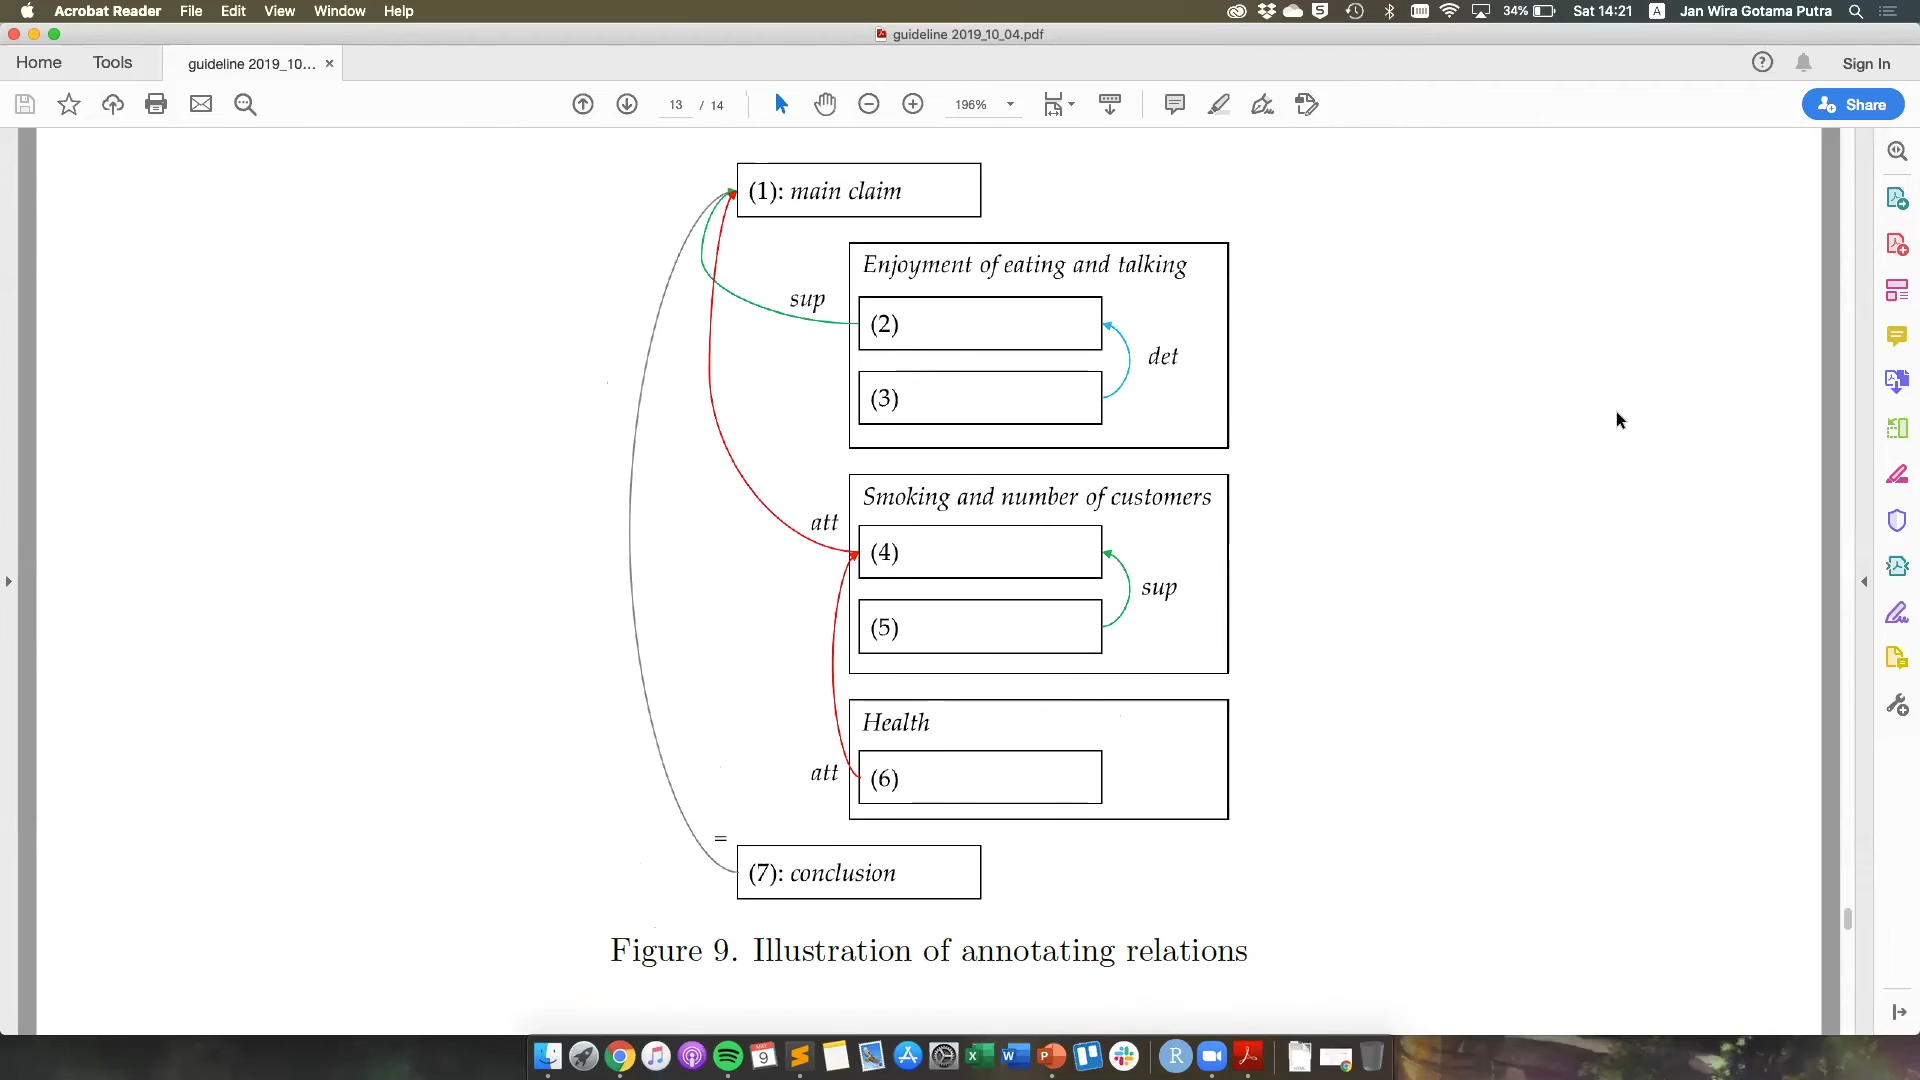 Acrobat Reader File Edit View Window Help 34% Sat 14:21 A Jan Wira Gotama Putra
guideline 2019_10_04.pdf
Home Tools guideline 2019_10... × Sign In
13 / 14 196% Share
(1): main claim
Enjoyment of eating and talking
sup
(2)
det
(3)
Smoking and number of customers
att
(4)
sup
(5)
Health
att
(6)
=
(7): conclusion
Figure 9. Illustration of annotating relations